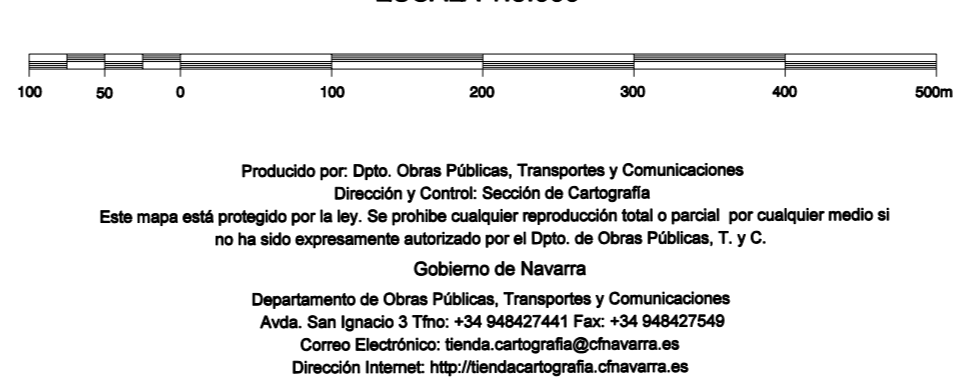 100 50 0 100 200 300 400 500m
Producido por: Dpto. Obras Públicas, Transportes y Comunicaciones
Dirección y Control: Sección de Cartografía
Este mapa está protegido por la ley. Se prohibe cualquier reproducción total o parcial por cualquier medio si
no ha sido expresamente autorizado por el Dpto. de Obras Públicas, T. y C.
Gobierno de Navarra
Departamento de Obras Públicas, Transportes y Comunicaciones
Avda. San Ignacio 3 Tfno: +34 948427441 Fax: +34 948427549
Correo Electrónico: tienda.cartografia@cfnavarra.es
Dirección Internet: http://tiendacartografia.cfnavarra.es